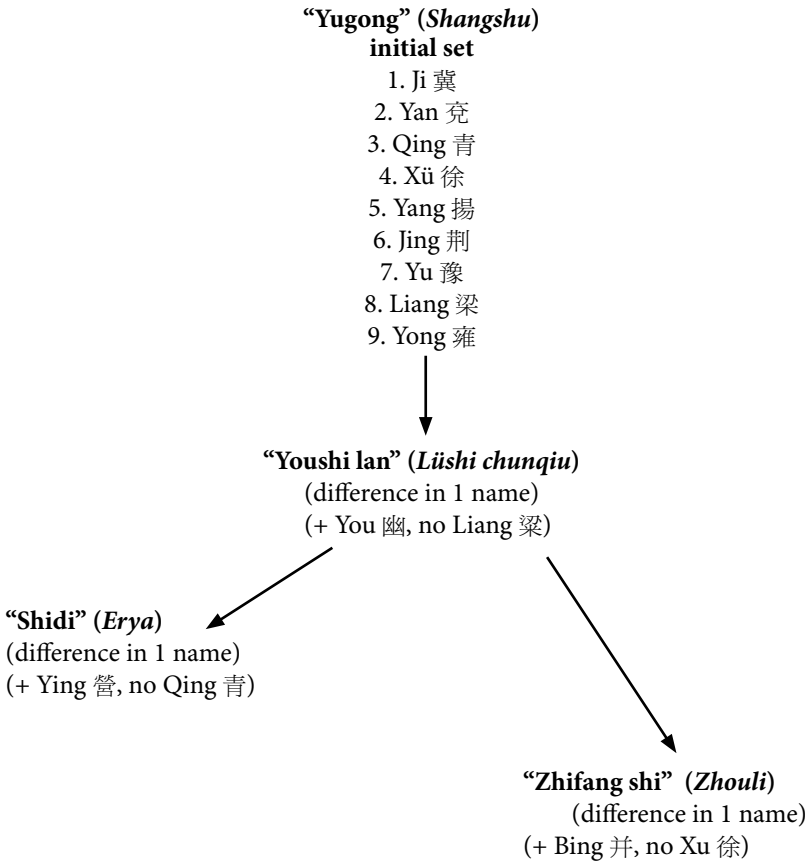 “Yugong” (Shangshu)
initial set
1. Ji 冀
2. Yan 兗
3. Qing 青
4. Xü 徐
5. Yang 揚
6. Jing 荆
7. Yu 豫
8. Liang 梁
9. Yong 雍
“Youshi lan” (Lüshi chunqiu)
(difference in 1 name)
(+ You 幽, no Liang 粱)
“Shidi” (Erya)
(difference in 1 name)
(+ Ying 營, no Qing 青)
“Zhifang shi” (Zhouli)
(difference in 1 name)
(+ Bing 并, no Xu 徐)